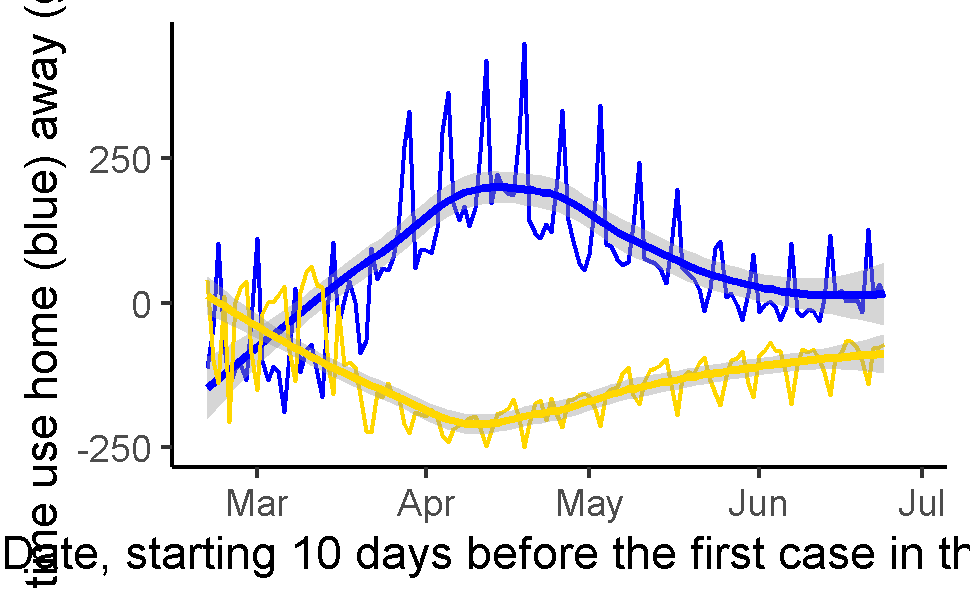 time use home (blue) away (
250
0
-250
Mar Apr May Jun Jul
Date, starting 10 days before the first case in th